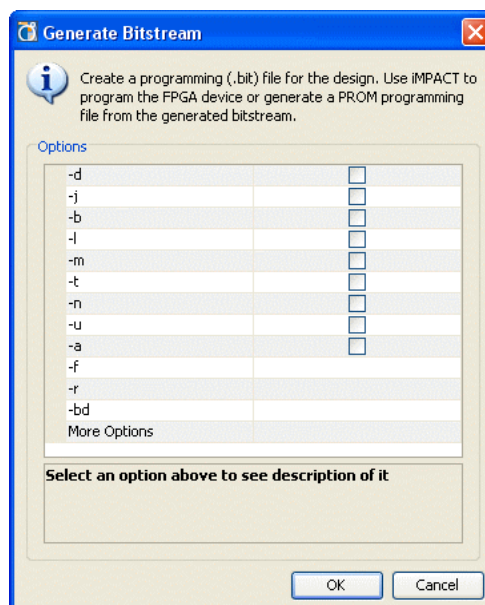 Generate Bitstream
Create a programming (.bit) file for the design. Use iMPACT to
program the FPGA device or generate a PROM programming
file from the generated bitstream.
Options
-d
-j
-b
-l
-m
-t
-n
-u
-a
-f
-r
-bd
More Options
Select an option above to see description of it
OK Cancel